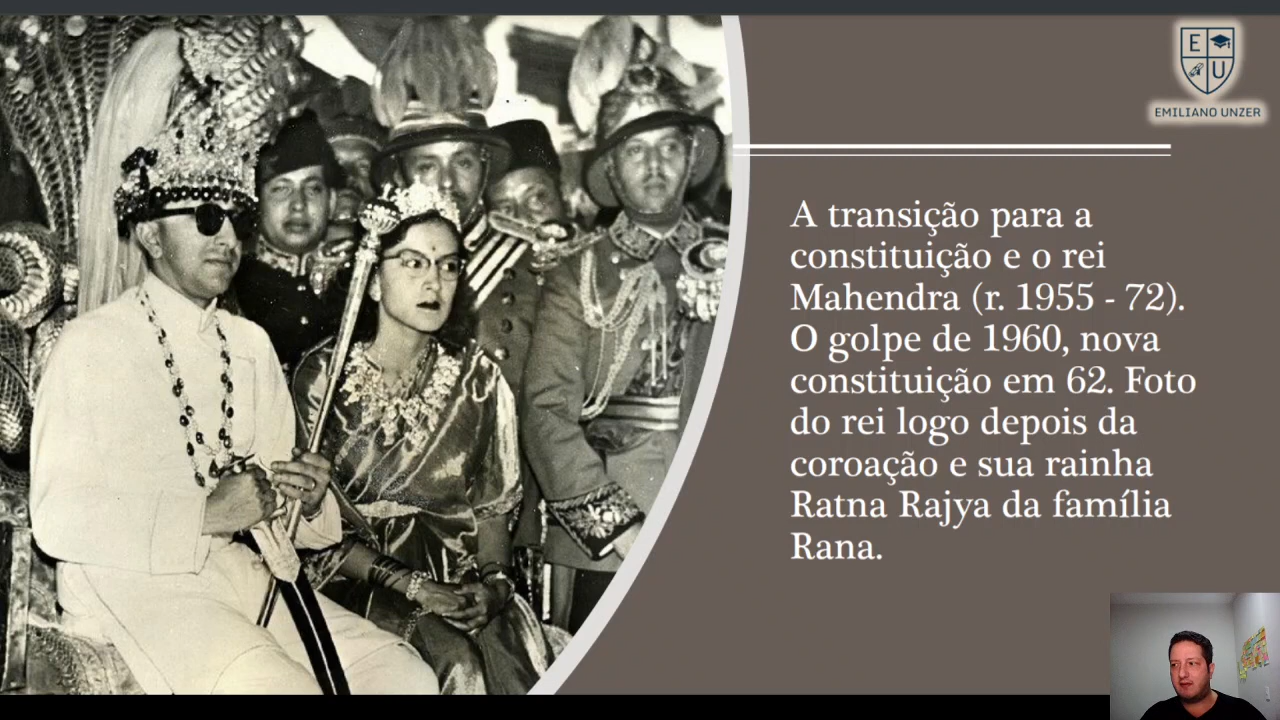 E
U
EMILIANO UNZER
A transição para a
constituição e o rei
Mahendra (r. 1955 - 72).
O golpe de 1960, nova
constituição em 62. Foto
do rei logo depois da
coroação e sua rainha
Ratna Rajya da família
Rana.